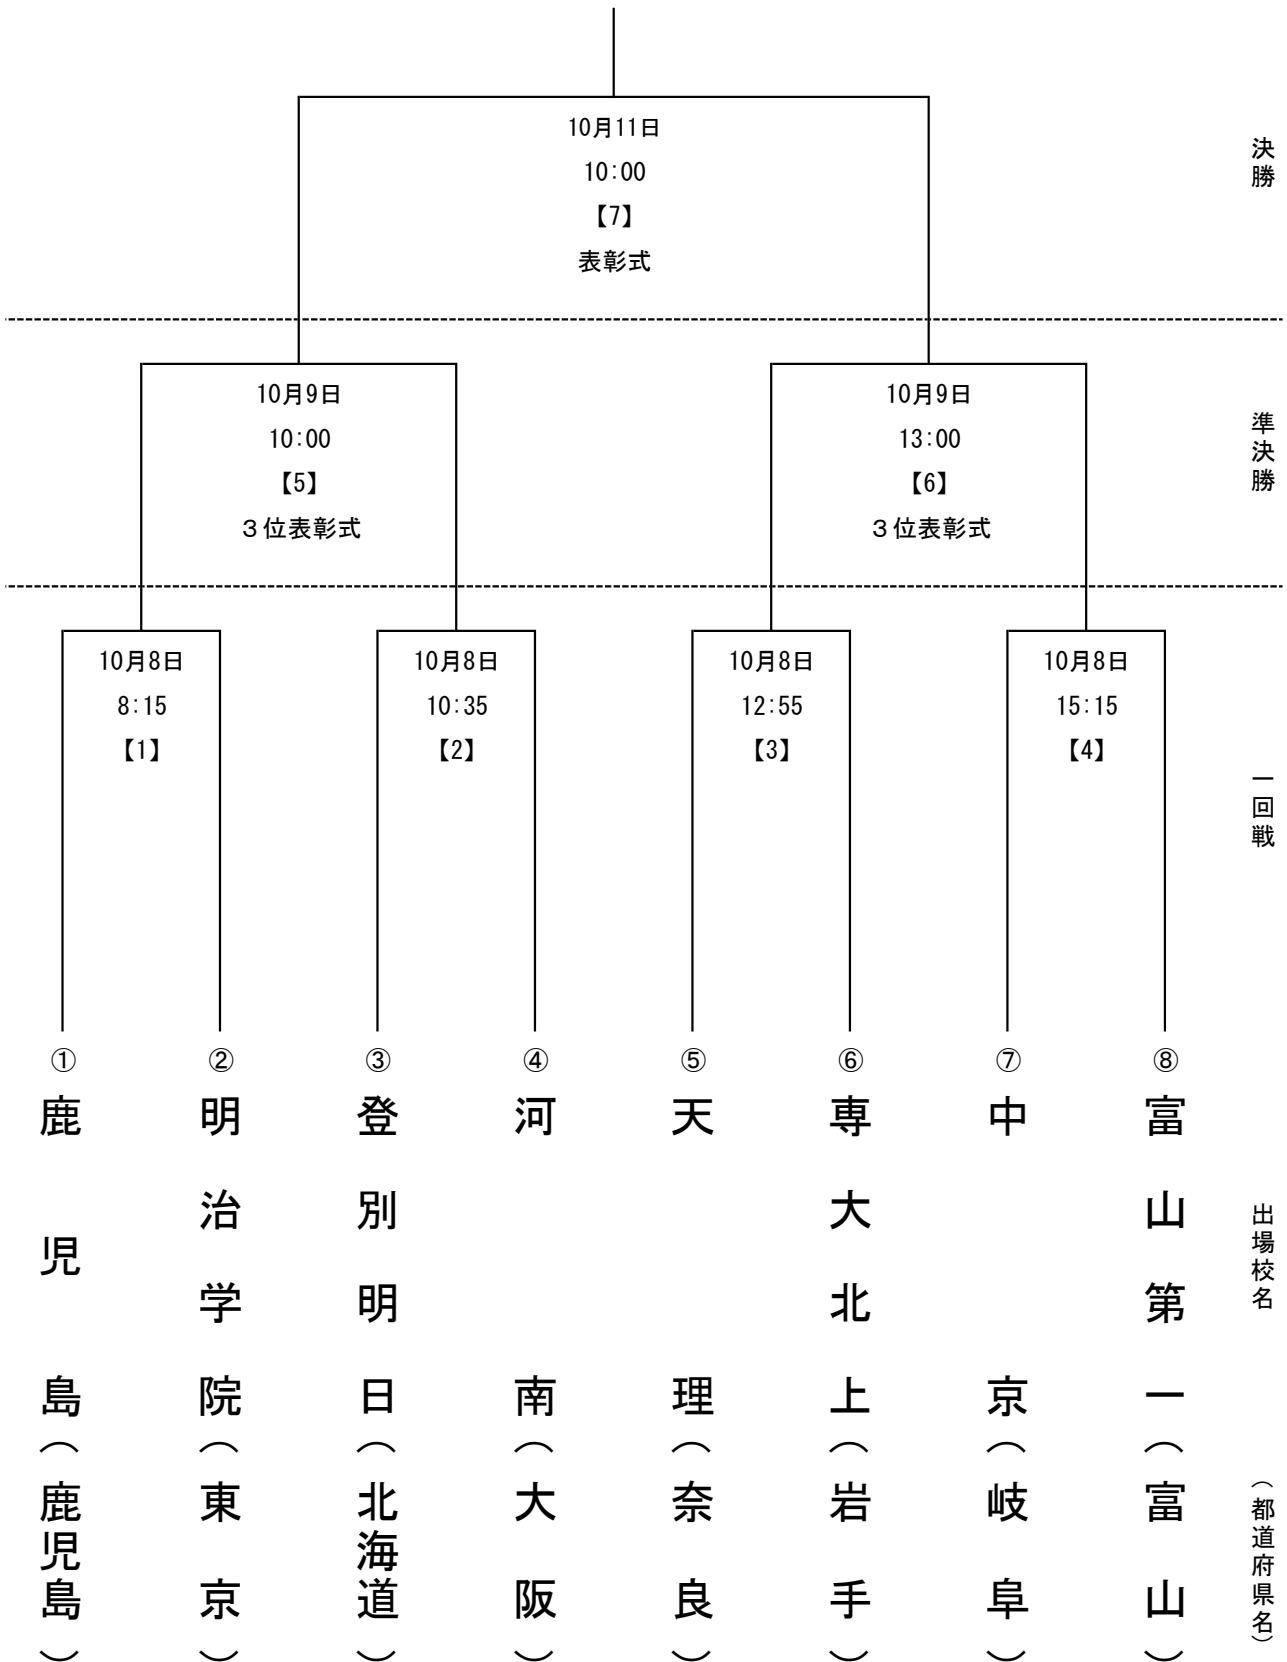 10月11日
10:00
【7】
表彰式
決勝
10月9日
10:00
【5】
３位表彰式
10月9日
13:00
【6】
３位表彰式
準決勝
10月8日
8:15
【1】
10月8日
10:35
【2】
10月8日
12:55
【3】
10月8日
15:15
【4】
一回戦
①
鹿児島（鹿児島）
②
明治学院（東京）
③
登別明日（北海道）
④
河南（大阪）
⑤
天理（奈良）
⑥
専大北上（岩手）
⑦
中京（岐阜）
⑧
富山第一（富山）
出場校名
（都道府県名）